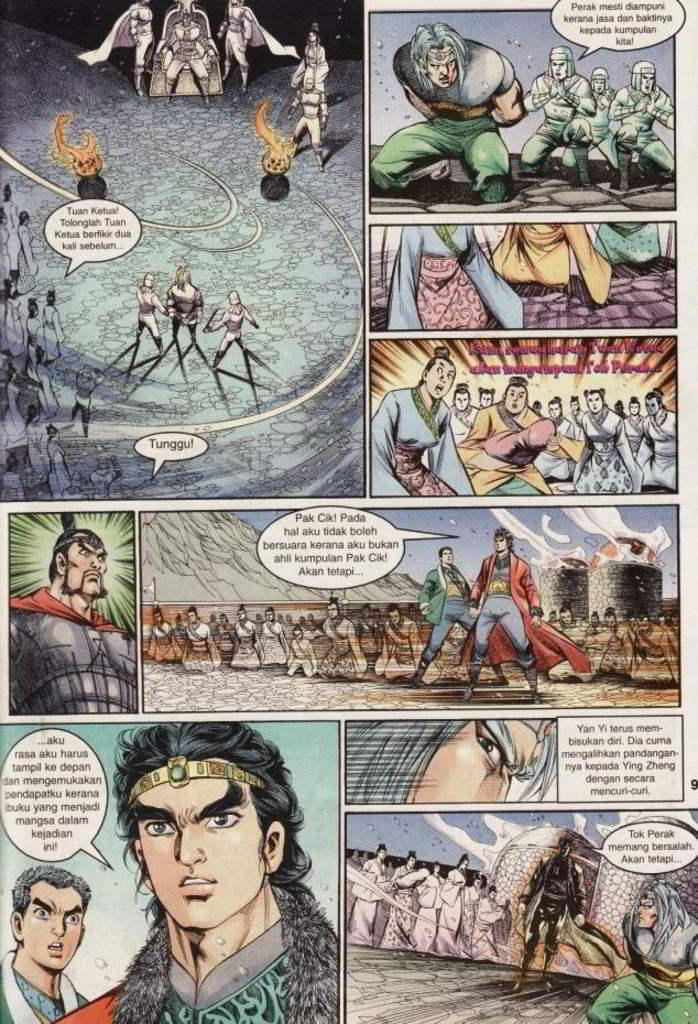 Perak mesti diampuni
kerana jasa dan baktinya
kepada kumpulan
kita!
Tuan Ketua!
Tolonglah Tuan
Ketua berfikir dua
kali sebelum...
Tunggu!
Tuan Ketua
Tok Perak...
Pak Cik! Pada
hal aku tidak boleh
bersuara kerana aku bukan
ahli kumpulan Pak Cik!
Akan tetapi...
...aku
rasa aku harus
tampil ke depan
dan mengemukakan
pendapatku kerana
ibuku yang menjadi
mangsa dalam
kejadian
ini!
Yan Yi terus mem-
bisukan diri. Dia cuma
mengalihkan pandangan-
nya kepada Ying Zheng
dengan secara
mencuri-curi.
9
Tok Perak
memang bersalah.
Akan tetapi...